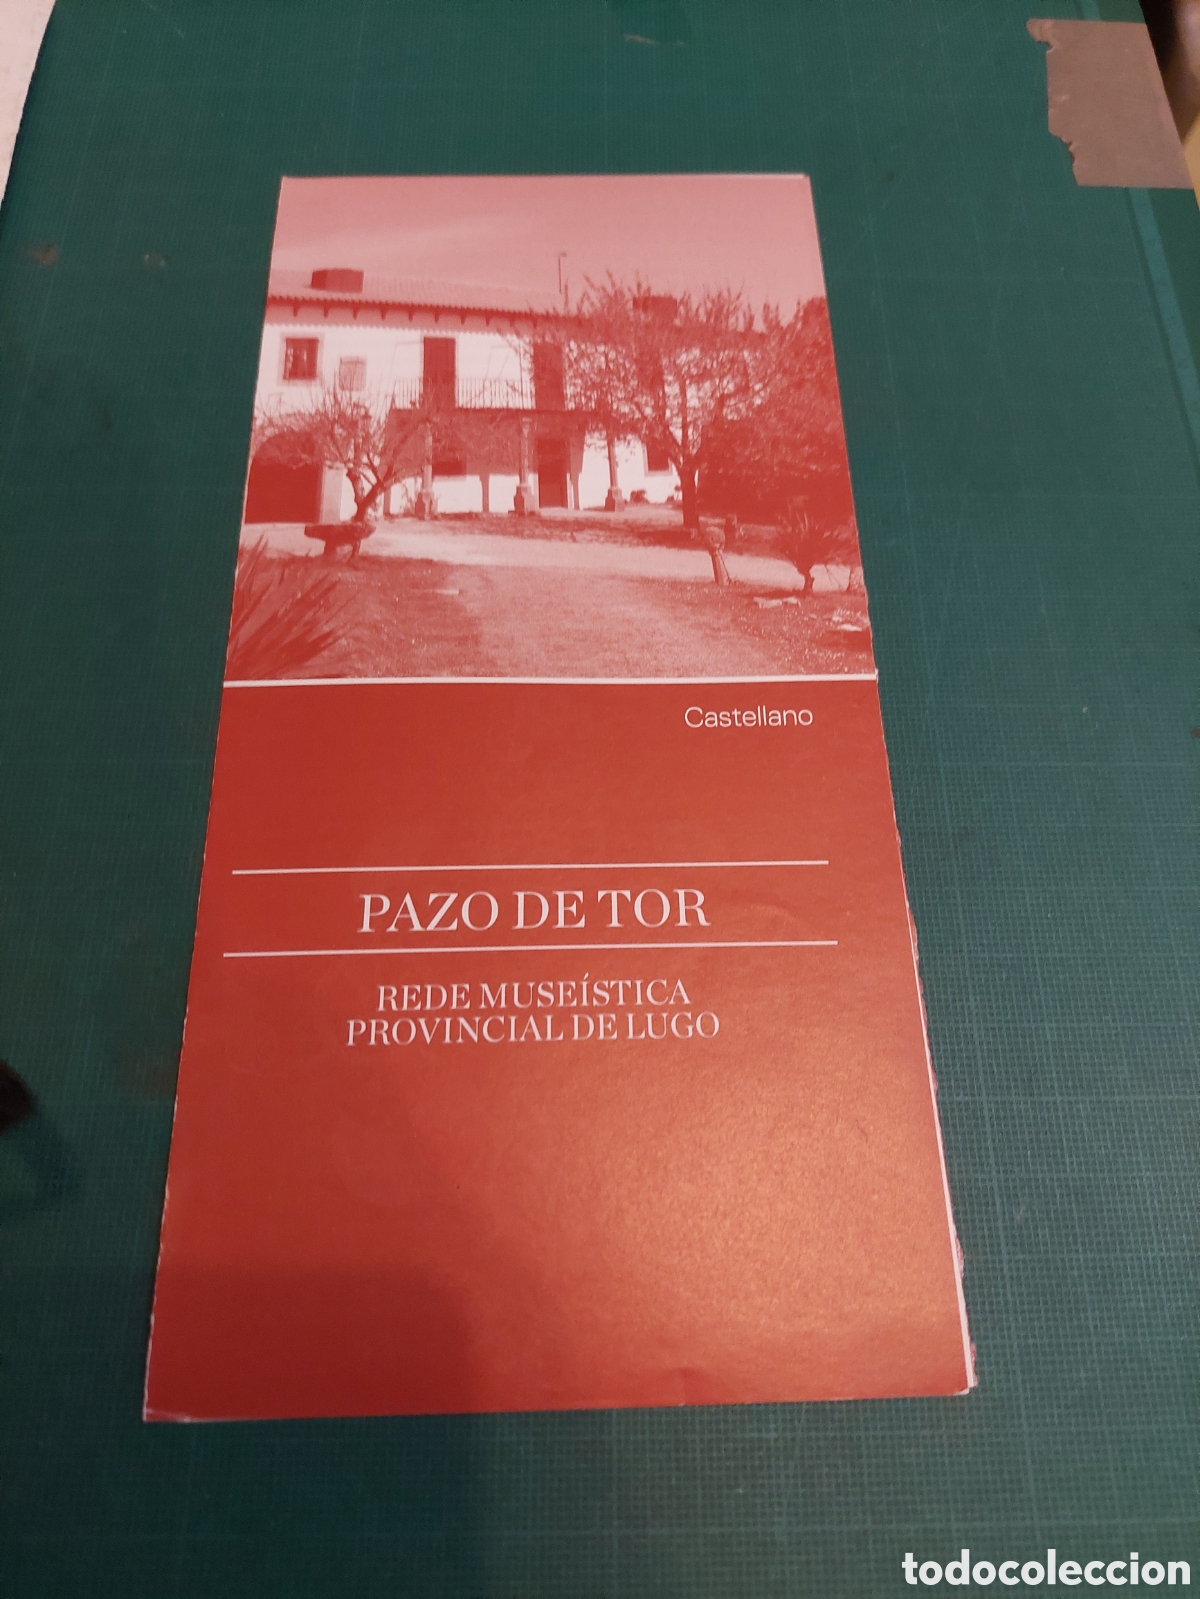 Castellano
PAZO DE TOR
REDE MUSEÍSTICA
PROVINCIAL DE LUGO
todocoleccion